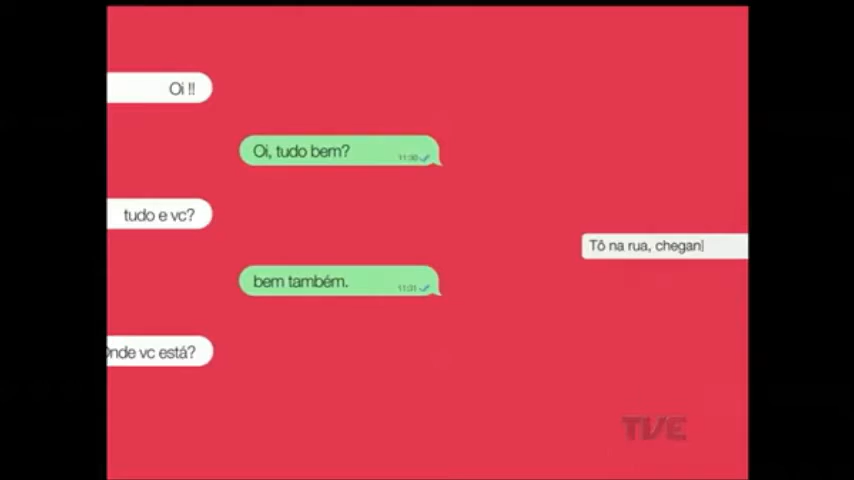 Oi !!
Oi, tudo bem?
11:30
tudo e vc?
Tô na rua, chegan
bem também.
11:31
Onde vc está?
TVE